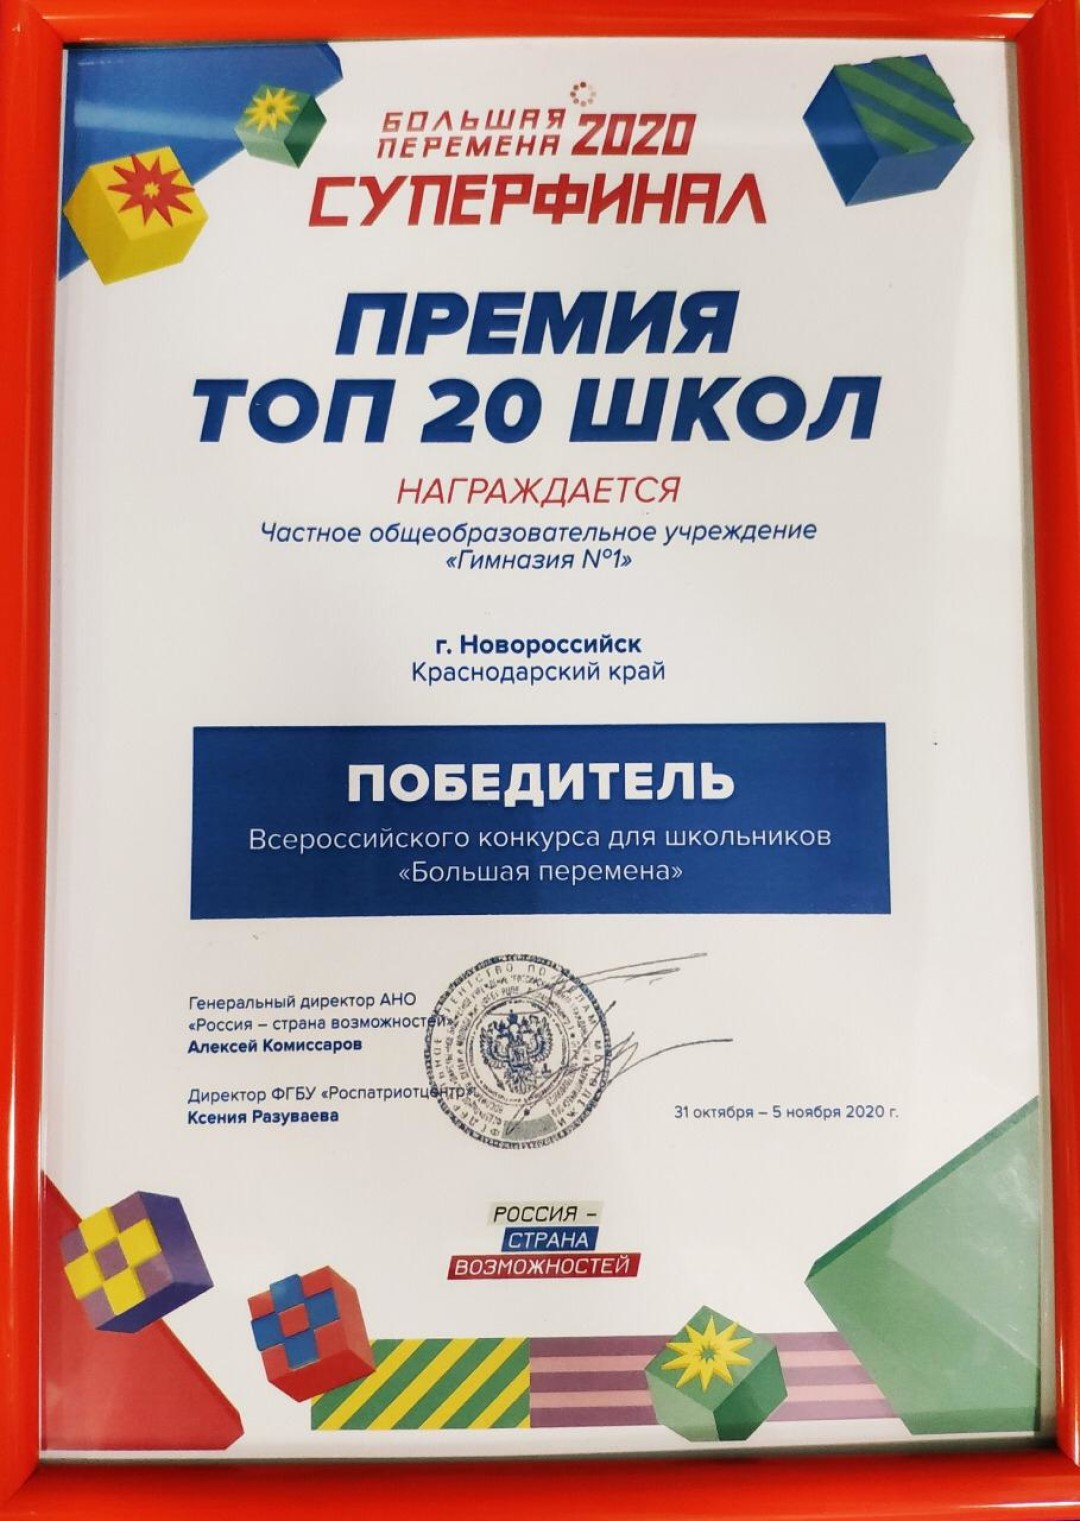 БОЛЬШАЯ
ПЕРЕМЕНА 2020
СУПЕРФИНАЛ
ПРЕМИЯ
ТОП 20 ШКОЛ
НАГРАЖДАЕТСЯ
Частное общеобразовательное учреждение
«Гимназия №1»
г. Новороссийск
Краснодарский край
ПОБЕДИТЕЛЬ
Всероссийского конкурса для школьников
«Большая перемена»
Генеральный директор АНО
«Россия – страна возможностей»
Алексей Комиссаров
Директор ФГБУ «Роспатриотцентр»
Ксения Разуваева
31 октября – 5 ноября 2020 г.
РОССИЯ –
СТРАНА
ВОЗМОЖНОСТЕЙ